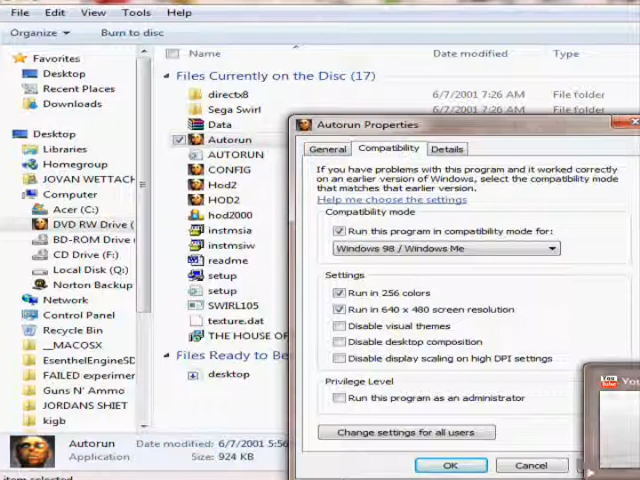 File Edit View Tools Help
Organize Burn to disc
Favorites
Desktop
Recent Places
Downloads
Desktop
Libraries
Homegroup
JOVAN WETTACH
Computer
Acer (C:)
DVD RW Drive (
BD-ROM Drive
CD Drive (F:)
Local Disk (Q:)
Norton Backup
Network
Control Panel
Recycle Bin
__MACOSX
EsenthelEngineSD
FAILED experimer
Guns N' Ammo
JORDANS SHIET
kigb
Name Date modified Type
Files Currently on the Disc (17)
directx8 6/7/2001 7:26 AM File folder
Sega Swirl 6/7/2001 7:26 AM File folder
Data
Autorun
AUTORUN
CONFIG
Hod2
HOD2
hod2000
instmsia
instmsiw
readme
setup
setup
SWIRL105
texture.dat
THE HOUSE OF
Files Ready to Be
desktop
Autorun Properties
General Compatibility Details
If you have problems with this program and it worked correctly
on an earlier version of Windows, select the compatibility mode
that matches that earlier version.
Help me choose the settings
Compatibility mode
Run this program in compatibility mode for:
Windows 98 / Windows Me
Settings
Run in 256 colors
Run in 640 x 480 screen resolution
Disable visual themes
Disable desktop composition
Disable display scaling on high DPI settings
Privilege Level
Run this program as an administrator
Change settings for all users
OK Cancel
You Tube You
Autorun Date modified: 6/7/2001 5:56
Application Size: 924 KB
item selected